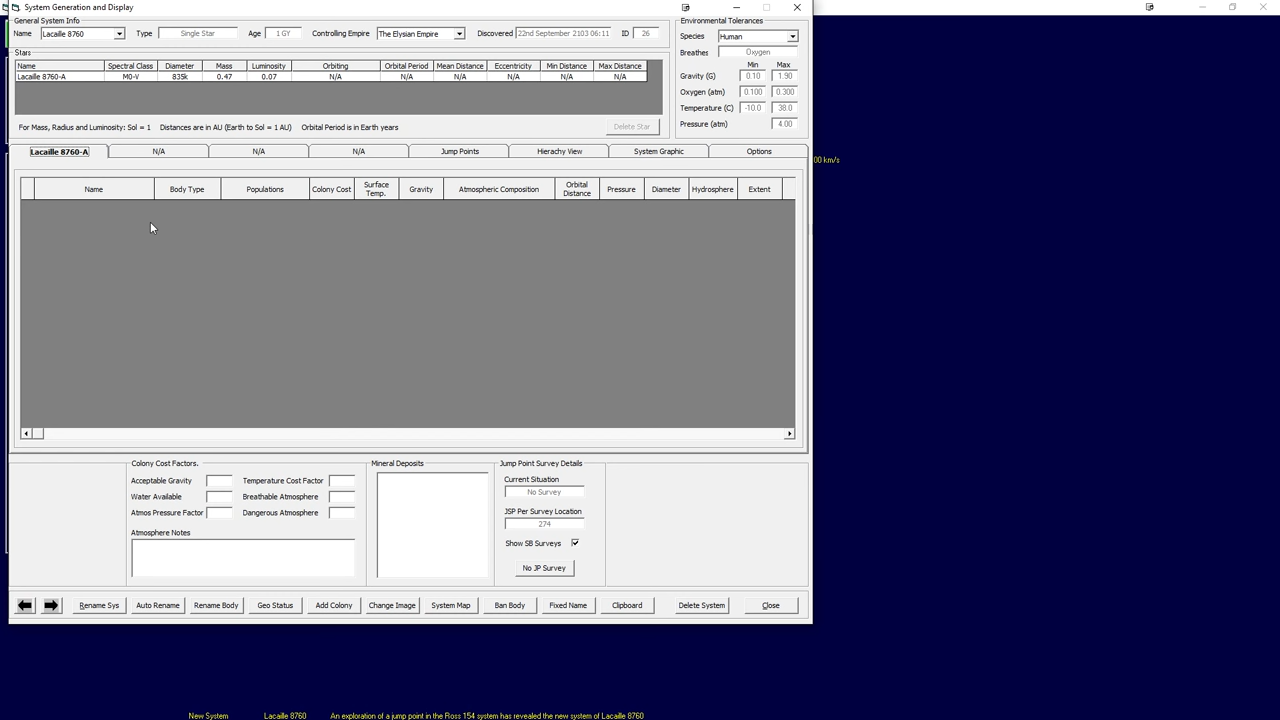 System Generation and Display
General System Info
Name Lacaille 8760 Type Single Star Age 1 GY Controlling Empire The Elysian Empire Discovered 22nd September 2103 06:11 ID 26
Stars
Name Spectral Class Diameter Mass Luminosity Orbiting Orbital Period Mean Distance Eccentricity Min Distance Max Distance
Lacaille 8760-A M0-V 835k 0.47 0.07 N/A N/A N/A N/A N/A N/A
For Mass, Radius and Luminosity: Sol = 1 Distances are in AU (Earth to Sol = 1 AU) Orbital Period is in Earth years Delete Star
Environmental Tolerances
Species Human
Breathes Oxygen
Min Max
Gravity (G) 0.10 1.90
Oxygen (atm) 0.100 0.300
Temperature (C) -10.0 38.0
Pressure (atm) 4.00
Lacaille 8760-A N/A N/A N/A Jump Points Hierachy View System Graphic Options
00 km/s
Name Body Type Populations Colony Cost Surface Temp. Gravity Atmospheric Composition Orbital Distance Pressure Diameter Hydrosphere Extent
Colony Cost Factors.
Acceptable Gravity Temperature Cost Factor
Water Available Breathable Atmosphere
Atmos Pressure Factor Dangerous Atmosphere
Atmosphere Notes
Mineral Deposits
Jump Point Survey Details
Current Situation
No Survey
JSP Per Survey Location
274
Show SB Surveys
No JP Survey
Rename Sys Auto Rename Rename Body Geo Status Add Colony Change Image System Map Ban Body Fixed Name Clipboard Delete System Close
New System Lacaille 8760 An exploration of a jump point in the Ross 154 system has revealed the new system of Lacaille 8760